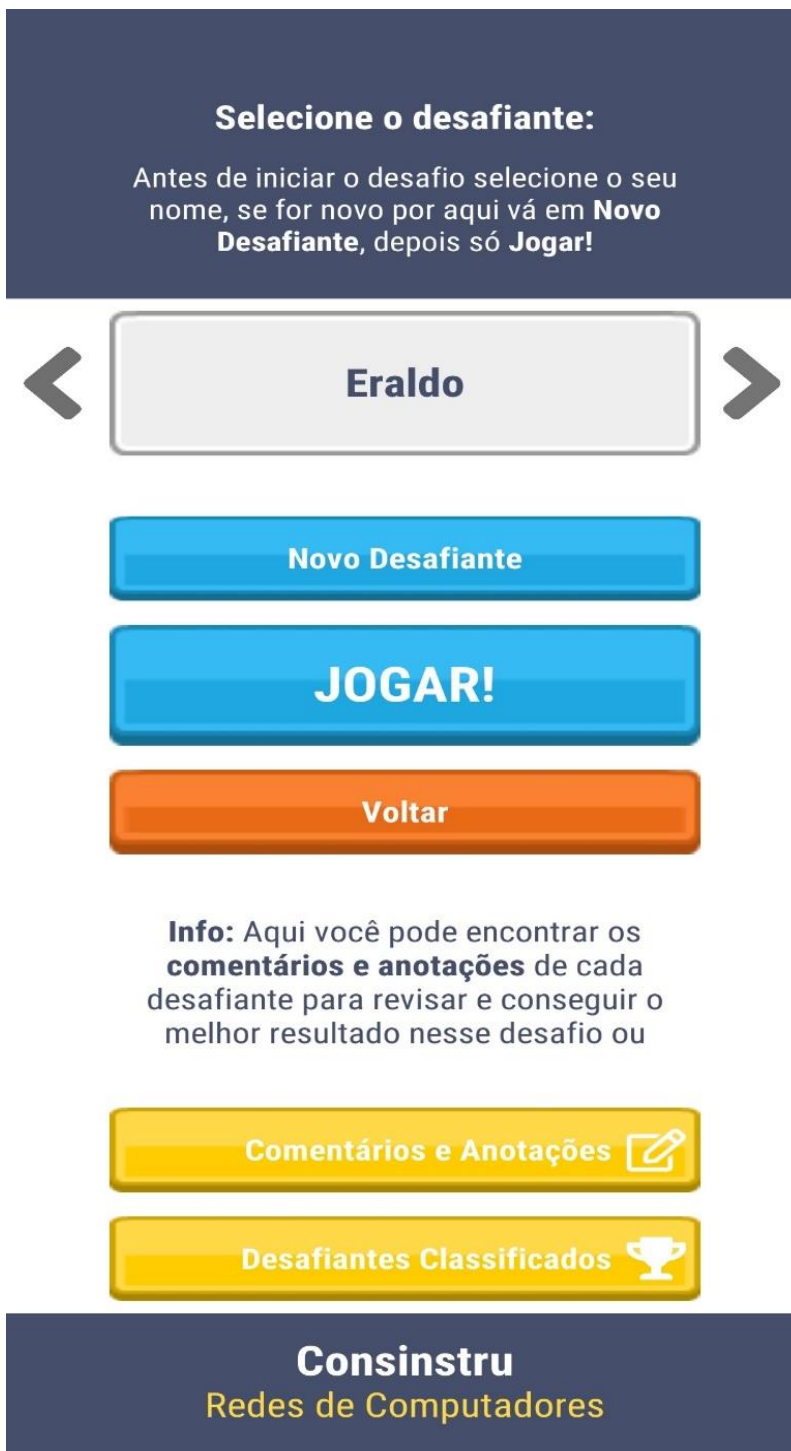 Selecione o desafiante:
Antes de iniciar o desafio selecione o seu
nome, se for novo por aqui vá em Novo
Desafiante, depois só Jogar!
Eraldo
Novo Desafiante
JOGAR!
Voltar
Info: Aqui você pode encontrar os
comentários e anotações de cada
desafiante para revisar e conseguir o
melhor resultado nesse desafio ou
Comentários e Anotações
Desafiantes Classificados
Consinstru
Redes de Computadores